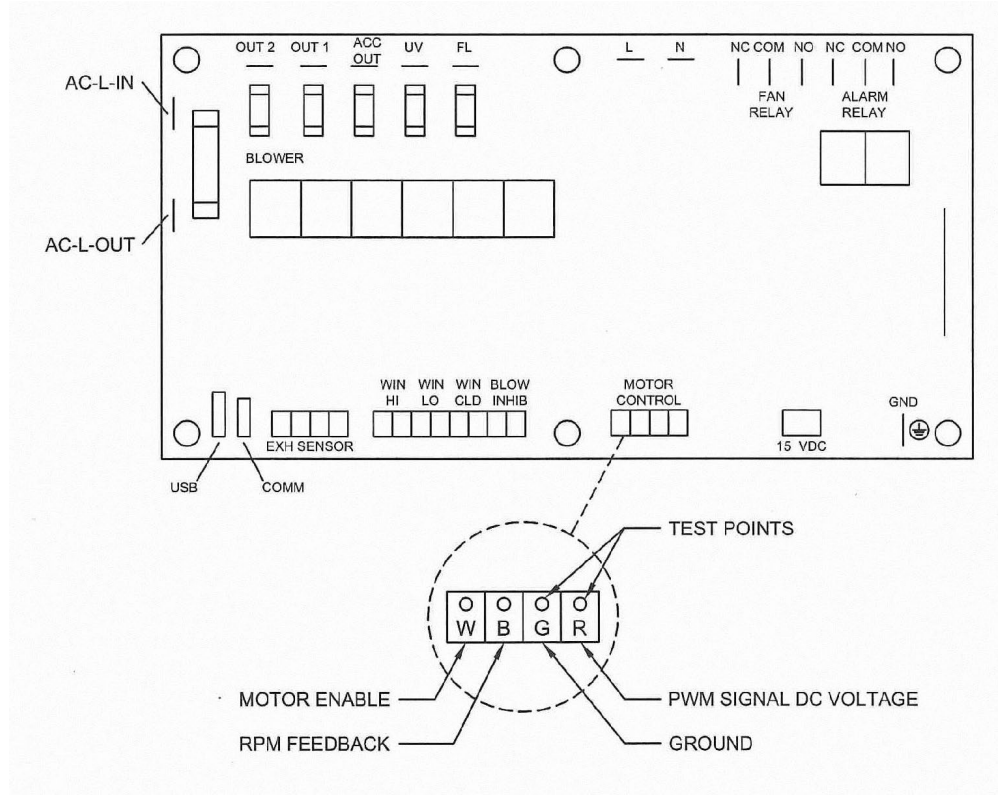 OUT 2 OUT 1 ACC OUT UV FL
L N
NC COM NO NC COM NO
FAN RELAY
ALARM RELAY
AC-L-IN
BLOWER
AC-L-OUT
WIN HI
WIN LO
WIN CLD
BLOW INHIB
MOTOR CONTROL
GND
EXH SENSOR
15 VDC
USB
COMM
TEST POINTS
W B G R
MOTOR ENABLE
PWM SIGNAL DC VOLTAGE
RPM FEEDBACK
GROUND